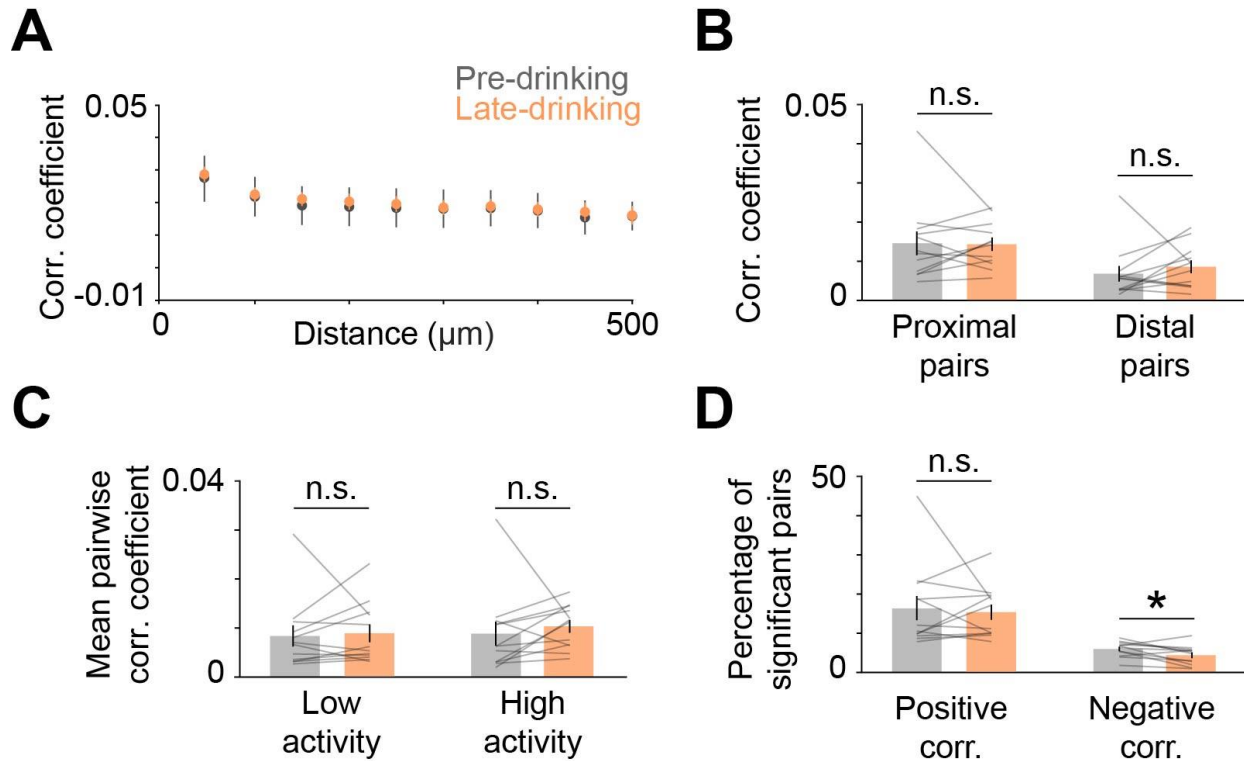 A
Pre-drinking
Late-drinking
0.05
Corr. coefficient
-0.01
0
Distance (µm)
500
B
n.s.
n.s.
0.05
Corr. coefficient
0
Proximal
pairs
Distal
pairs
C
n.s.
n.s.
0.04
Mean pairwise
corr. coefficient
0
Low
activity
High
activity
D
n.s.
*
50
Percentage of
significant pairs
0
Positive
corr.
Negative
corr.